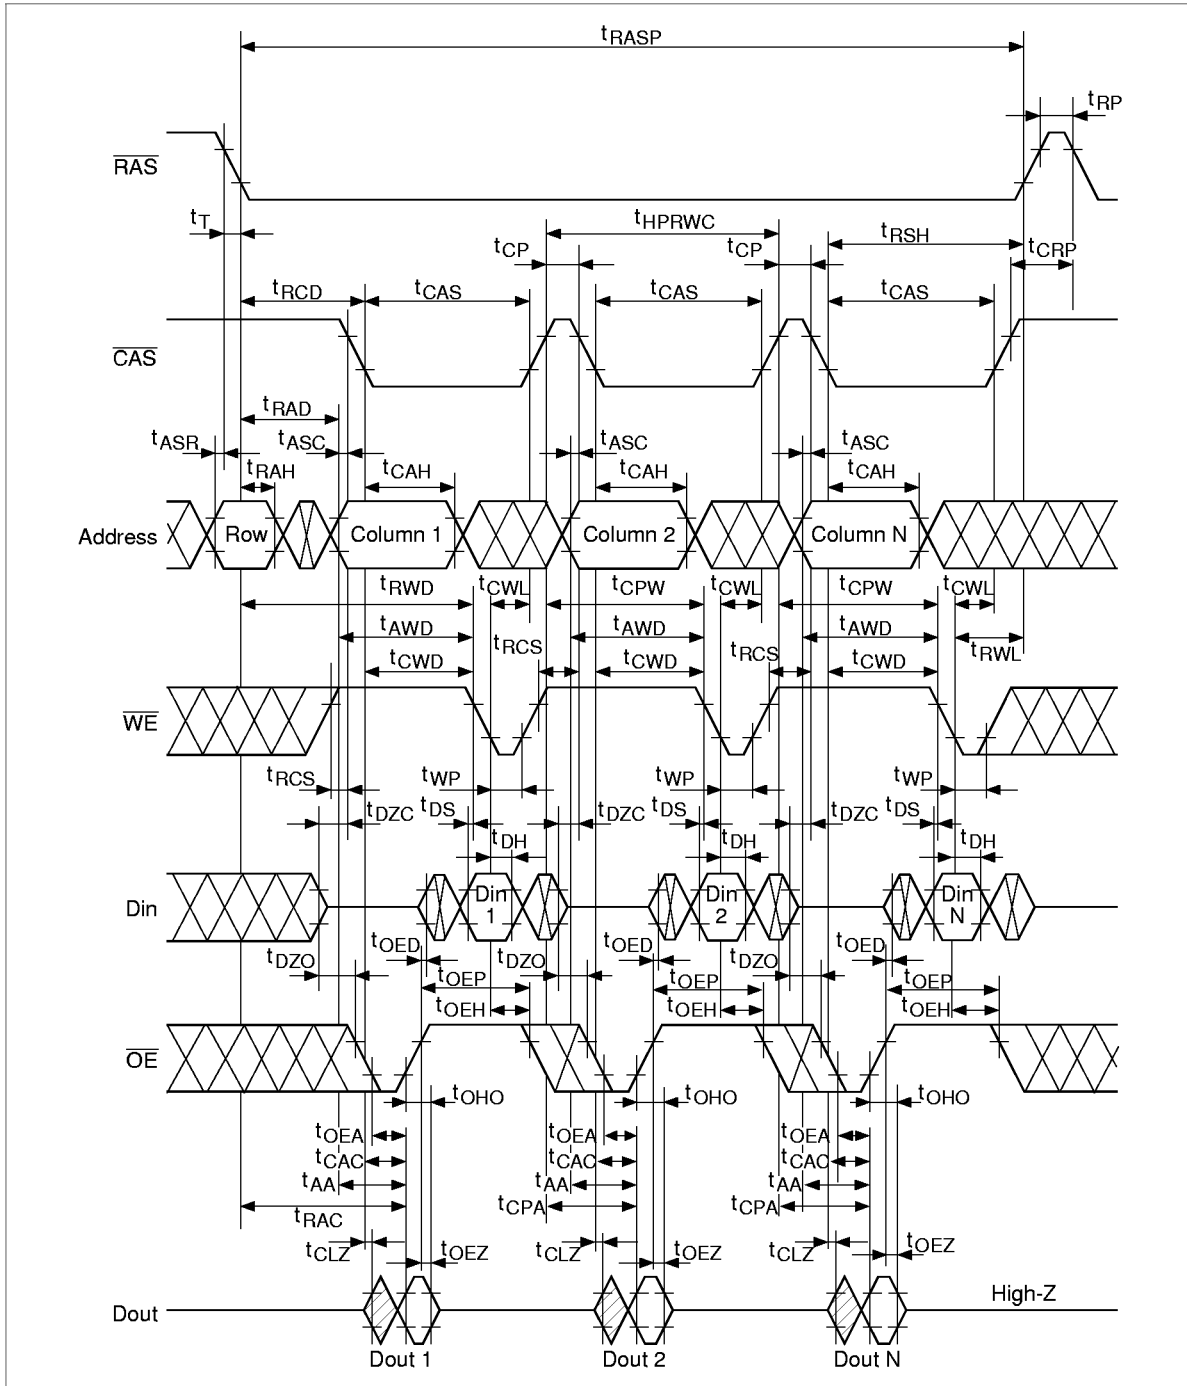 tRASP
tRP
RAS
tT
tHPRWC
tRSH
tCP
tCP
tCRP
tRCD
tCAS
tCAS
tCAS
CAS
tRAD
tASR
tASC
tASC
tASC
tRAH
tCAH
tCAH
tCAH
Address
Row
Column 1
Column 2
Column N
tRWD
tCWL
tCPW
tCWL
tCPW
tCWL
tAWD
tAWD
tAWD
tRCS
tRCS
tRWL
tCWD
tCWD
tCWD
WE
tRCS
tWP
tWP
tWP
tDZC
tDS
tDZC
tDS
tDZC
tDS
tDH
tDH
tDH
Din
Din 1
Din 2
Din N
tOED
tOED
tOED
tDZO
tDZO
tDZO
tOEP
tOEP
tOEP
tOEH
tOEH
tOEH
OE
tOHO
tOHO
tOHO
tOEA
tOEA
tOEA
tCAC
tCAC
tCAC
tAA
tAA
tAA
tRAC
tCPA
tCPA
tCLZ
tOEZ
tCLZ
tOEZ
tCLZ
tOEZ
High-Z
Dout
Dout 1
Dout 2
Dout N